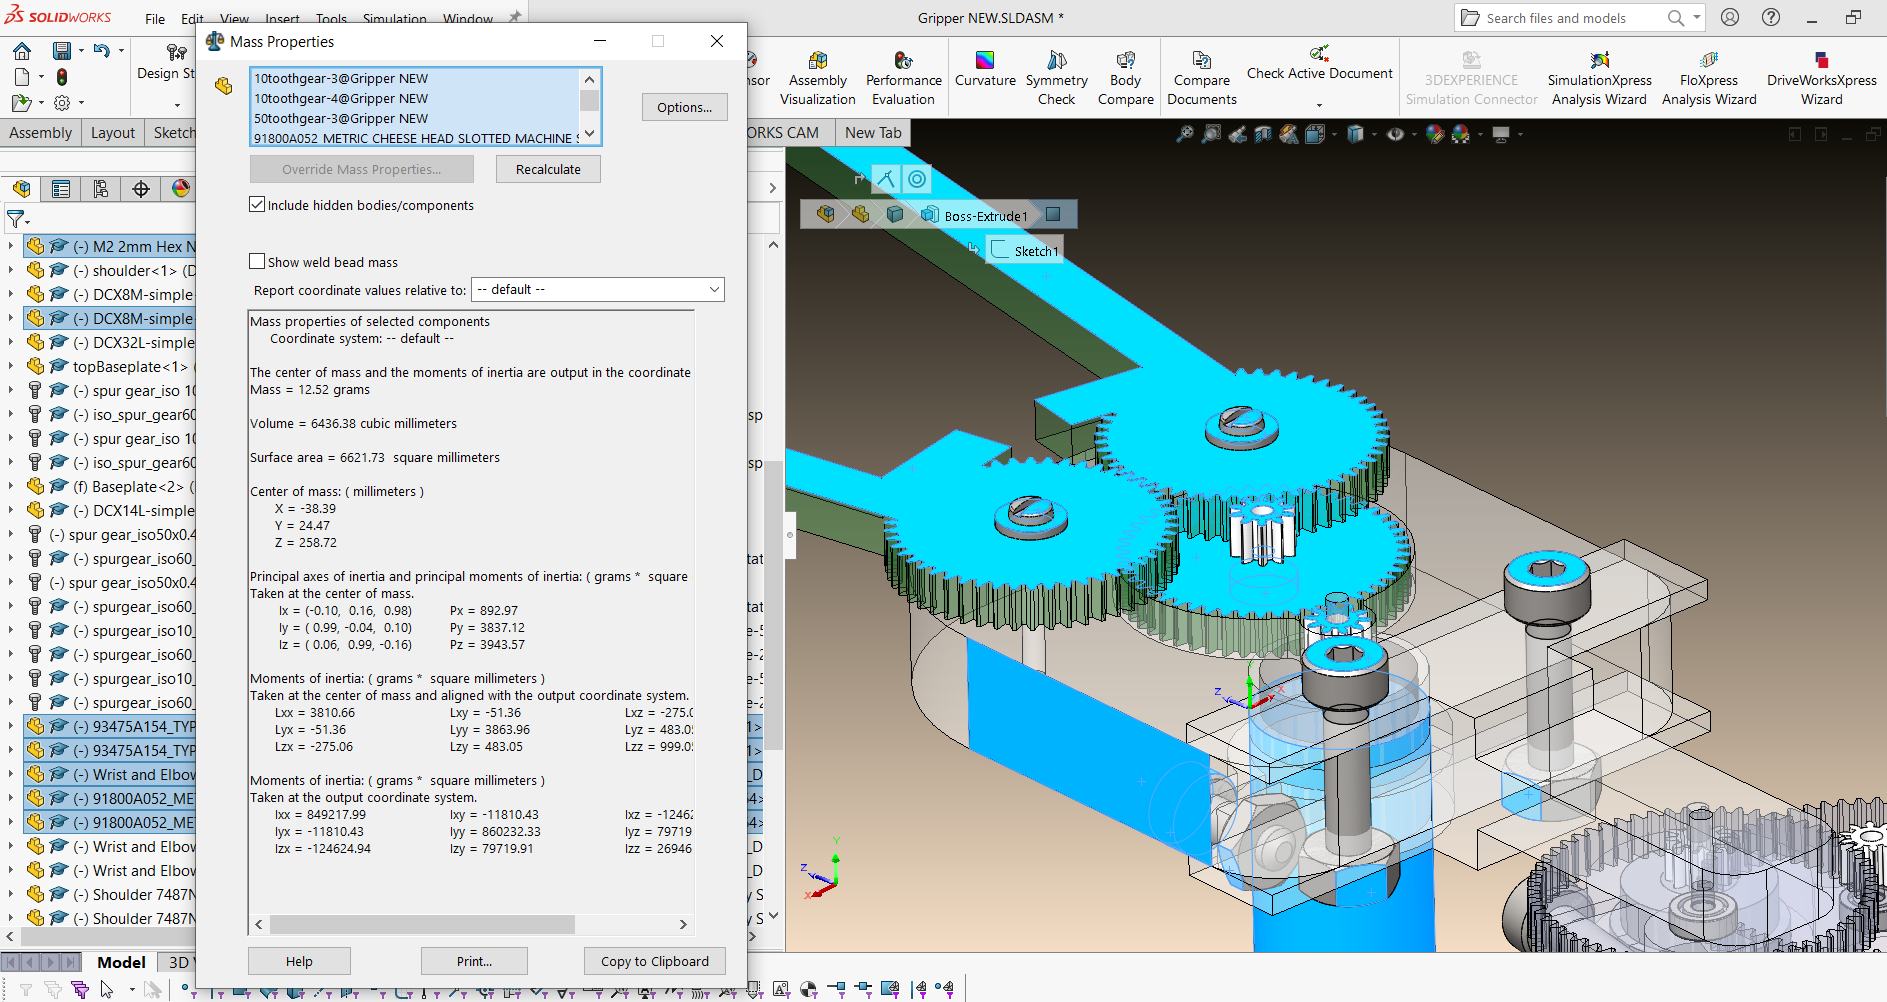 SOLIDWORKS
File Edit View Insert Tools Simulation Window
Gripper NEW.SLDASM *
Search files and models
Design
Assembly Visualization
Performance Evaluation
Curvature
Symmetry Check
Body Compare
Compare Documents
Check Active Document
3DEXPERIENCE Simulation Connector
SimulationXpress Analysis Wizard
FloXpress Analysis Wizard
DriveWorksXpress Wizard
Assembly Layout Sketch
CAM New Tab
Mass Properties
10toothgear-3@Gripper NEW
10toothgear-4@Gripper NEW
50toothgear-3@Gripper NEW
91800A052_METRIC CHEESE HEAD SLOTTED MACHINE
Options...
Override Mass Properties...
Recalculate
Include hidden bodies/components
Show weld bead mass
Report coordinate values relative to: -- default --
Mass properties of selected components
Coordinate system: -- default --
The center of mass and the moments of inertia are output in the coordinate
Mass = 12.52 grams
Volume = 6436.38 cubic millimeters
Surface area = 6621.73 square millimeters
Center of mass: ( millimeters )
X = -38.39
Y = 24.47
Z = 258.72
Principal axes of inertia and principal moments of inertia: ( grams * square
Taken at the center of mass.
Ix = (-0.10, 0.16, 0.98) Px = 892.97
Iy = ( 0.99, -0.04, 0.10) Py = 3837.12
Iz = ( 0.06, 0.99, -0.16) Pz = 3943.57
Moments of inertia: ( grams * square millimeters )
Taken at the center of mass and aligned with the output coordinate system.
Lxx = 3810.66 Lxy = -51.36 Lxz = -275.0
Lyx = -51.36 Lyy = 3863.96 Lyz = 483.05
Lzx = -275.06 Lzy = 483.05 Lzz = 999.0
Moments of inertia: ( grams * square millimeters )
Taken at the output coordinate system.
Ixx = 849217.99 Ixy = -11810.43 Ixz = -1246
Iyx = -11810.43 Iyy = 860232.33 Iyz = 79719
Izx = -124624.94 Izy = 79719.91 Izz = 26946
Help Print... Copy to Clipboard
(-) M2 2mm Hex N
(-) shoulder<1> (D
(-) DCX8M-simple
(-) DCX8M-simple
(-) DCX32L-simple
topBaseplate<1>
(-) spur gear_iso 10
(-) iso_spur_gear60
(-) spur gear_iso 10
(-) iso_spur_gear60
(f) Baseplate<2> (
(-) DCX14L-simple
(-) spur gear_iso50x0.4
(-) spurgear_iso60_
(-) spur gear_iso50x0.4
(-) spurgear_iso60_
(-) spurgear_iso10_
(-) spurgear_iso60_
(-) spurgear_iso10_
(-) spurgear_iso60_
(-) 93475A154_TYP
(-) 93475A154_TYP
(-) Wrist and Elbow
(-) 91800A052_ME
(-) 91800A052_ME
(-) Wrist and Elbow
(-) Wrist and Elbow
(-) Shoulder 7487N
(-) Shoulder 7487N
Model 3D
Boss-Extrude1
Sketch1
Z Y X
Z Y X